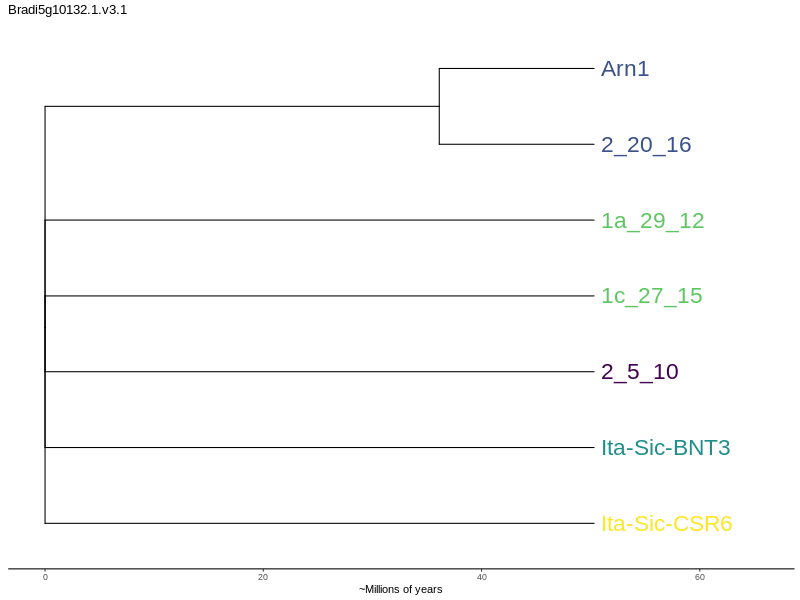 Bradi5g10132.1.v3.1
Arn1
2_20_16
1a_29_12
1c_27_15
2_5_10
Ita-Sic-BNT3
Ita-Sic-CSR6
0 20 40 60
~Millions of years